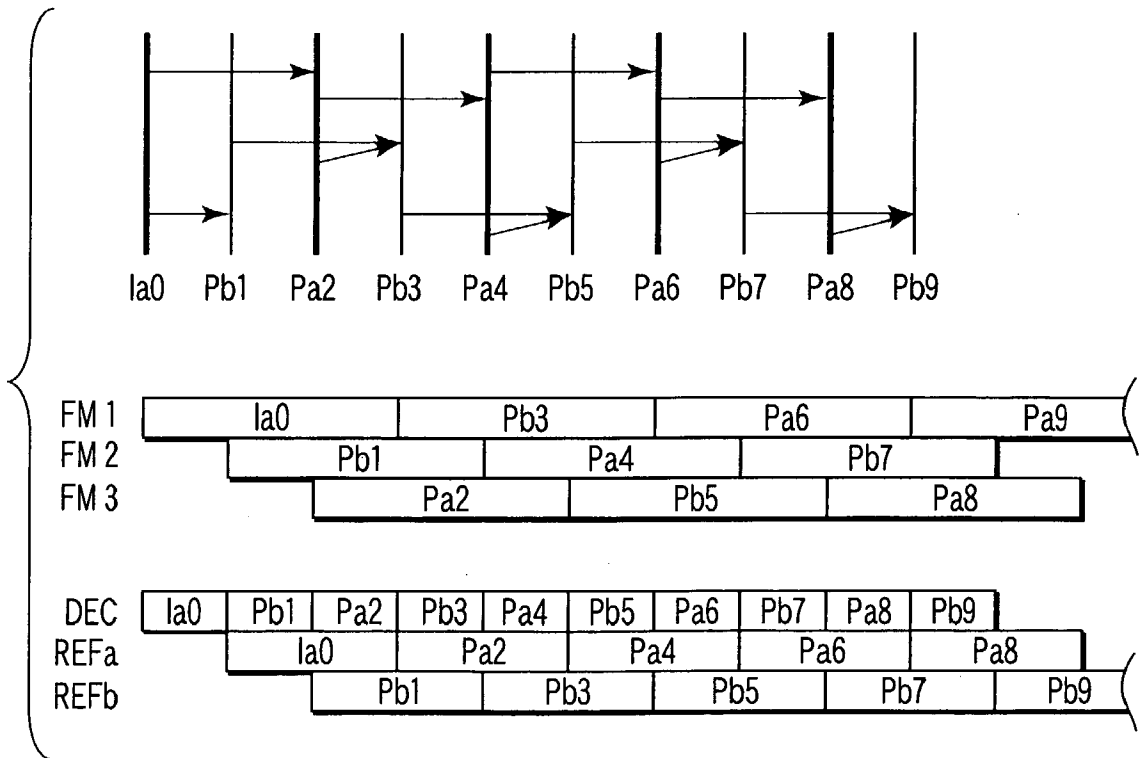 Ia0 Pb1 Pa2 Pb3 Pa4 Pb5 Pa6 Pb7 Pa8 Pb9
FM 1 Ia0 Pb3 Pa6 Pa9
FM 2 Pb1 Pa4 Pb7
FM 3 Pa2 Pb5 Pa8
DEC Ia0 Pb1 Pa2 Pb3 Pa4 Pb5 Pa6 Pb7 Pa8 Pb9
REFa Ia0 Pa2 Pa4 Pa6 Pa8
REFb Pb1 Pb3 Pb5 Pb7 Pb9